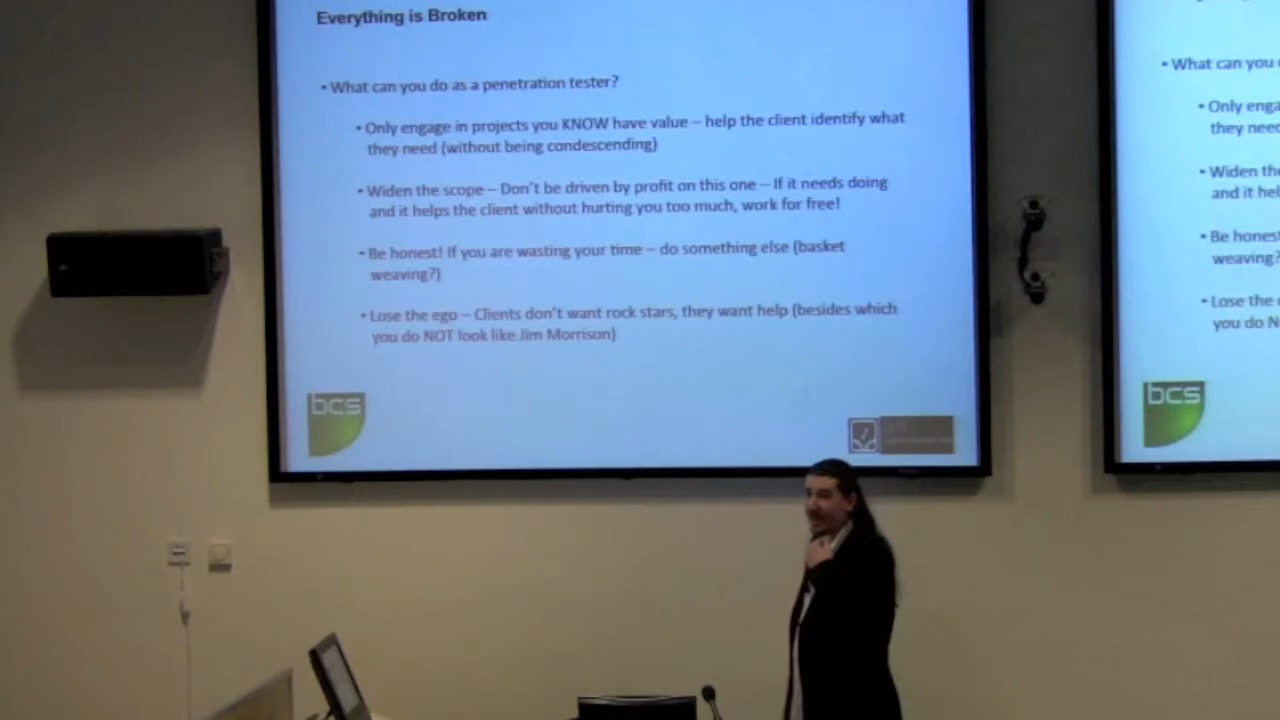 Everything is Broken
• What can you do as a penetration tester?
• Only engage in projects you KNOW have value – help the client identify what
they need (without being condescending)
• Widen the scope – Don't be driven by profit on this one – If it needs doing
and it helps the client without hurting you too much, work for free!
• Be honest! If you are wasting your time – do something else (basket
weaving?)
• Lose the ego – Clients don't want rock stars, they want help (besides which
you do NOT look like Jim Morrison)
bcs
• What can you
• Only enga
they need
• Widen the
and it hel
• Be honest
weaving?
• Lose the
you do N
bcs